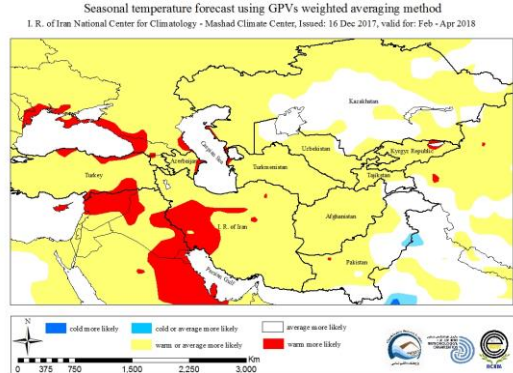 Seasonal temperature forecast using GPVs weighted averaging method
I. R. of Iran National Center for Climatology - Mashad Climate Center, Issued: 16 Dec 2017, valid for: Feb - Apr 2018
Kazakhstan
Uzbekistan
Kyrgyz Republic
Azerbaijan
Caspian Sea
Turkey
Turkmenistan
Tajikistan
I. R. of Iran
Afghanistan
Pakistan
Persian Gulf
N
cold more likely
cold or average more likely
average more likely
warm or average more likely
warm more likely
0 375 750 1,500 2,250 3,000 Km